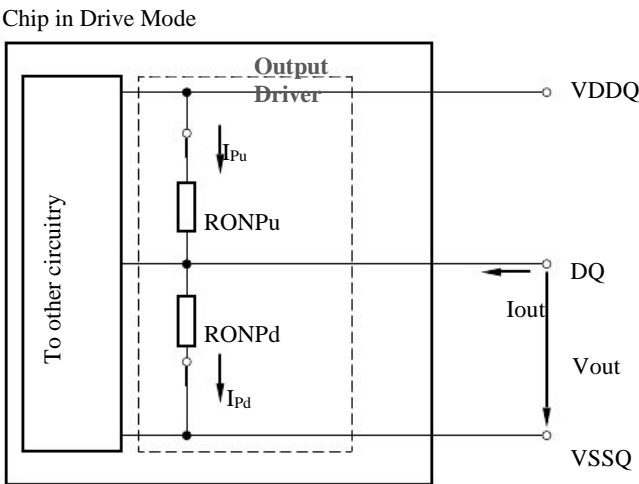 Chip in Drive Mode
Output
Driver
VDDQ
IPu
RONPu
To other circuitry
DQ
Iout
RONPd
Vout
IPd
VSSQ